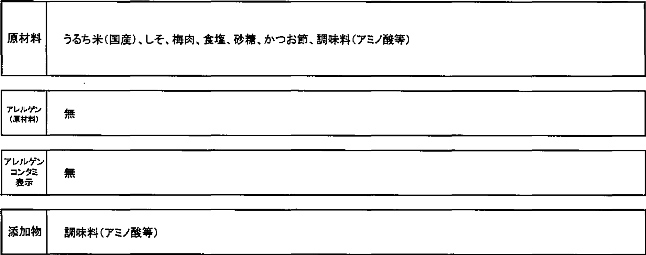 原材料
うるち米(国産)、しそ、梅肉、食塩、砂糖、かつお節、調味料(アミノ酸等)
アレルゲン
(原材料)
無
アレルゲン
コンタミ
表示
無
添加物
調味料(アミノ酸等)